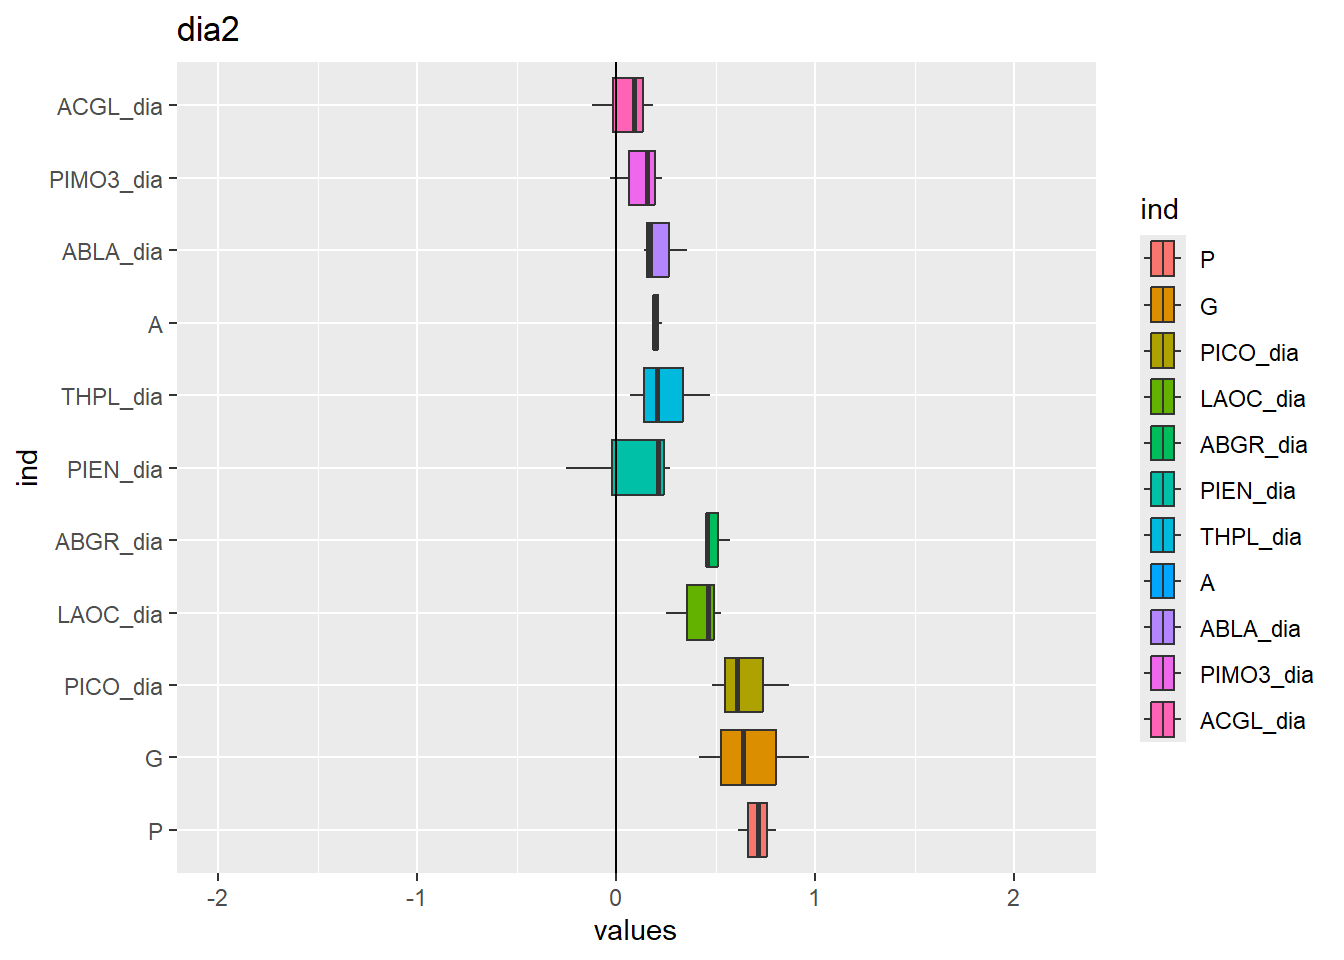 dia2
ACGL_dia
PIMO3_dia
ABLA_dia
A
THPL_dia
PIEN_dia
ABGR_dia
LAOC_dia
PICO_dia
G
P
ind
-2 -1 0 1 2
values
ind
P
G
PICO_dia
LAOC_dia
ABGR_dia
PIEN_dia
THPL_dia
A
ABLA_dia
PIMO3_dia
ACGL_dia